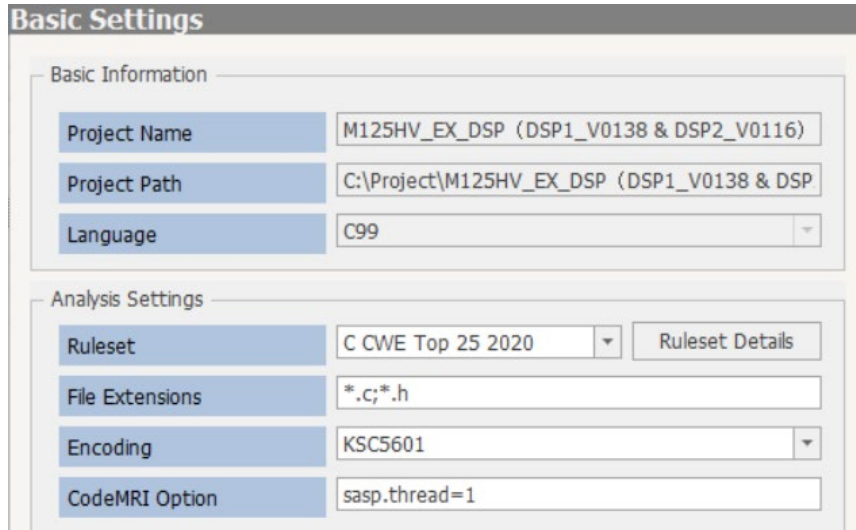 Basic Settings
Basic Information
Project Name
M125HV_EX_DSP（DSP1_V0138 & DSP2_V0116）
Project Path
C:\Project\M125HV_EX_DSP（DSP1_V0138 & DSP
Language
C99
Analysis Settings
Ruleset
C CWE Top 25 2020
Ruleset Details
File Extensions
*.c;*.h
Encoding
KSC5601
CodeMRI Option
sasp.thread=1